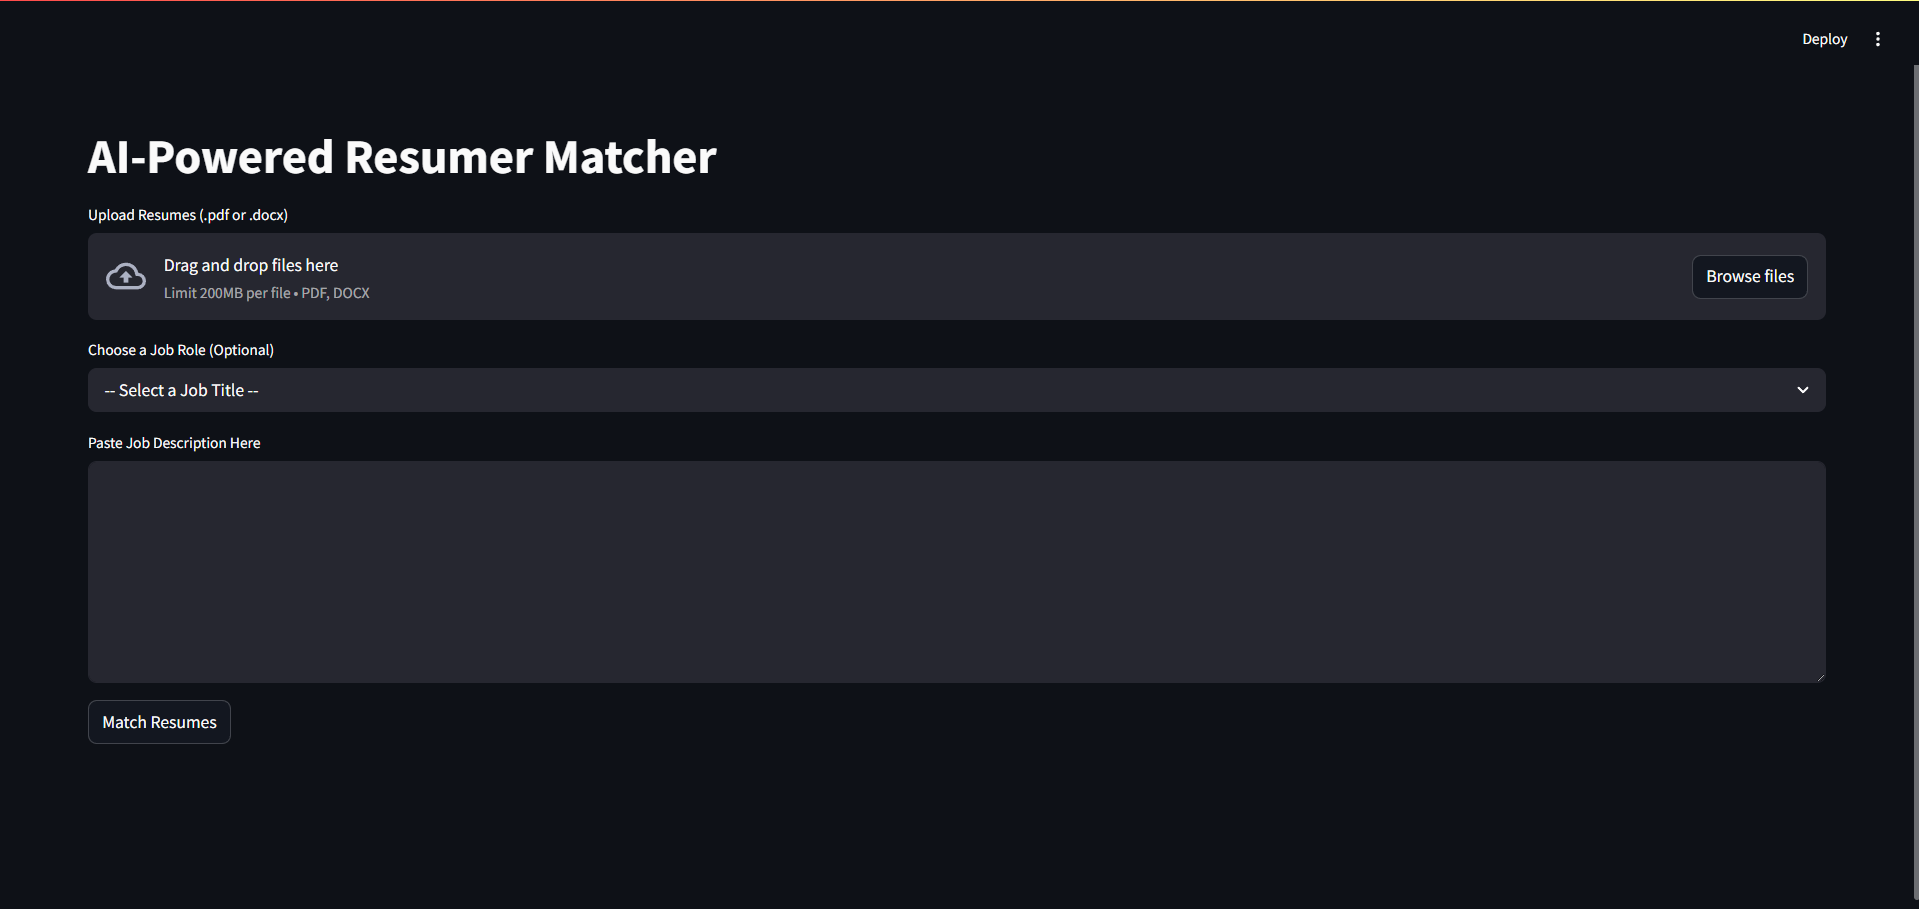 Deploy
AI-Powered Resumer Matcher
Upload Resumes (.pdf or .docx)
Drag and drop files here
Limit 200MB per file • PDF, DOCX
Browse files
Choose a Job Role (Optional)
-- Select a Job Title --
Paste Job Description Here
Match Resumes